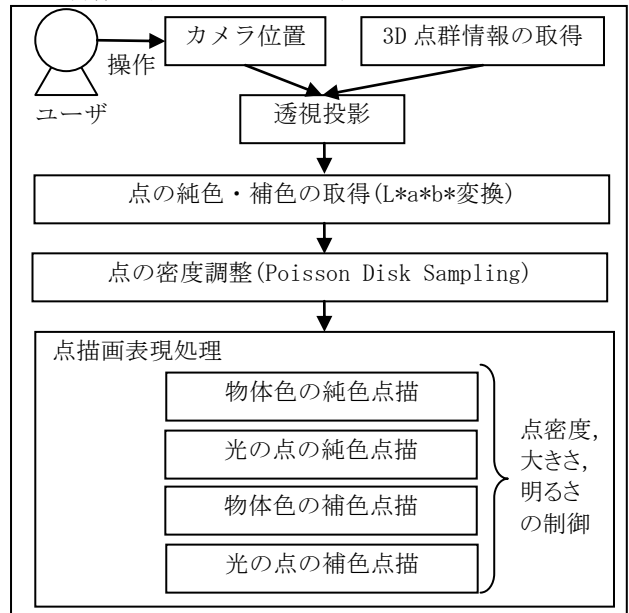 カメラ位置
3D 点群情報の取得
操作
ユーザ
透視投影
点の純色・補色の取得(L*a*b*変換)
点の密度調整(Poisson Disk Sampling)
点描画表現処理
物体色の純色点描
光の点の純色点描
物体色の補色点描
光の点の補色点描
点密度,
大きさ,
明るさ
の制御